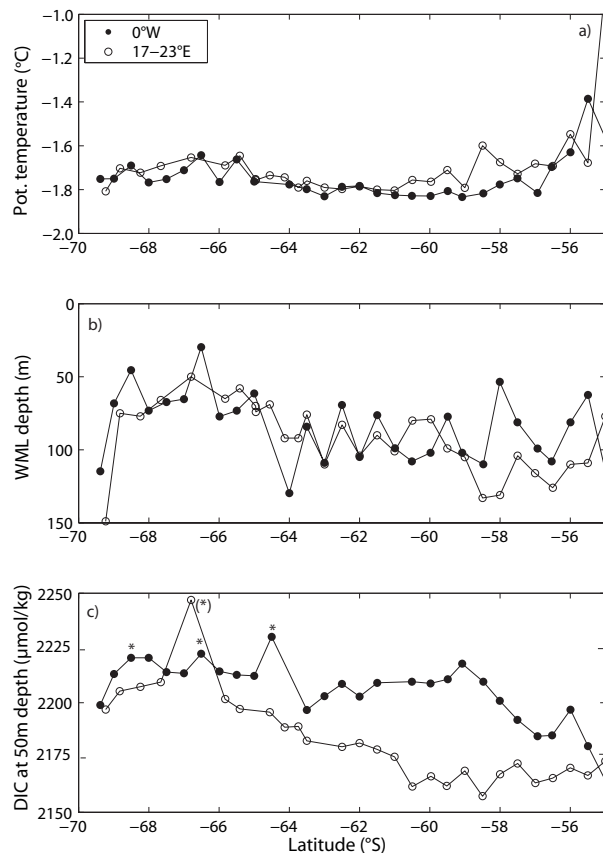 −1.0
0°W
17−23°E
a)
−1.2
−1.4
−1.6
−1.8
−2.0
Pot. temperature (°C)
−70 −68 −66 −64 −62 −60 −58 −56
0
b)
50
100
150
WML depth (m)
−70 −68 −66 −64 −62 −60 −58 −56
2250
c)
(*)
*
*
*
2225
2200
2175
2150
DIC at 50m depth (μmol/kg)
−70 −68 −66 −64 −62 −60 −58 −56
Latitude (°S)